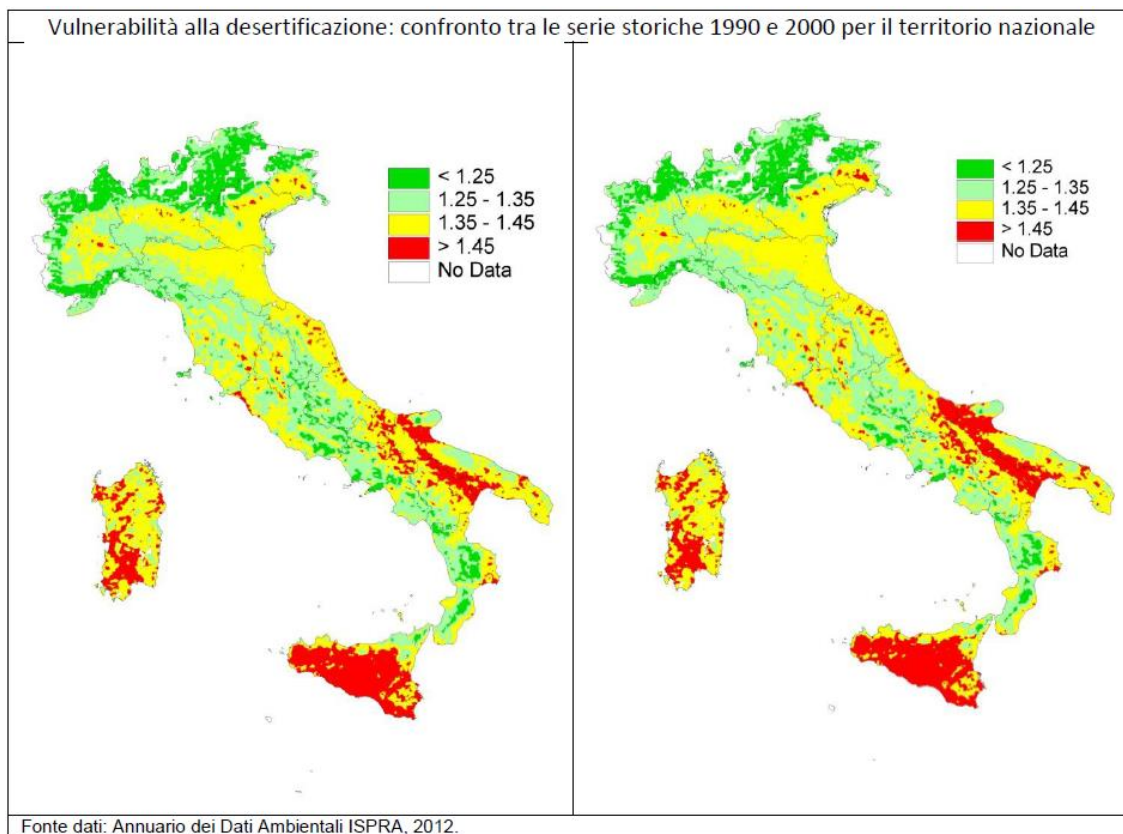 Vulnerabilità alla desertificazione: confronto tra le serie storiche 1990 e 2000 per il territorio nazionale
< 1.25
1.25 - 1.35
1.35 - 1.45
> 1.45
No Data
< 1.25
1.25 - 1.35
1.35 - 1.45
> 1.45
No Data
Fonte dati: Annuario dei Dati Ambientali ISPRA, 2012.